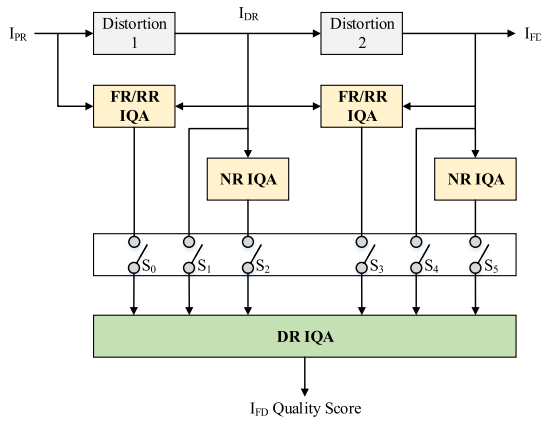 I_PR
Distortion
1
I_DR
Distortion
2
I_FD
FR/RR
IQA
FR/RR
IQA
NR IQA
NR IQA
S_0
S_1
S_2
S_3
S_4
S_5
DR IQA
I_FD Quality Score